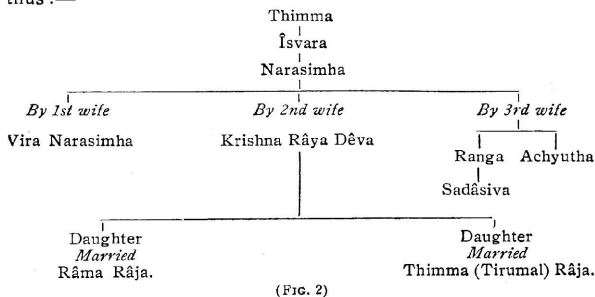 thus :—
Thimma
Îsvara
Narasimha
By 1st wife By 2nd wife By 3rd wife
Vira Narasimha Krishna Râya Dêva
Ranga Achyutha
Sadâsiva
Daughter Daughter
Married Married
Râma Râja. Thimma (Tirumal) Râja.
(FIG. 2)